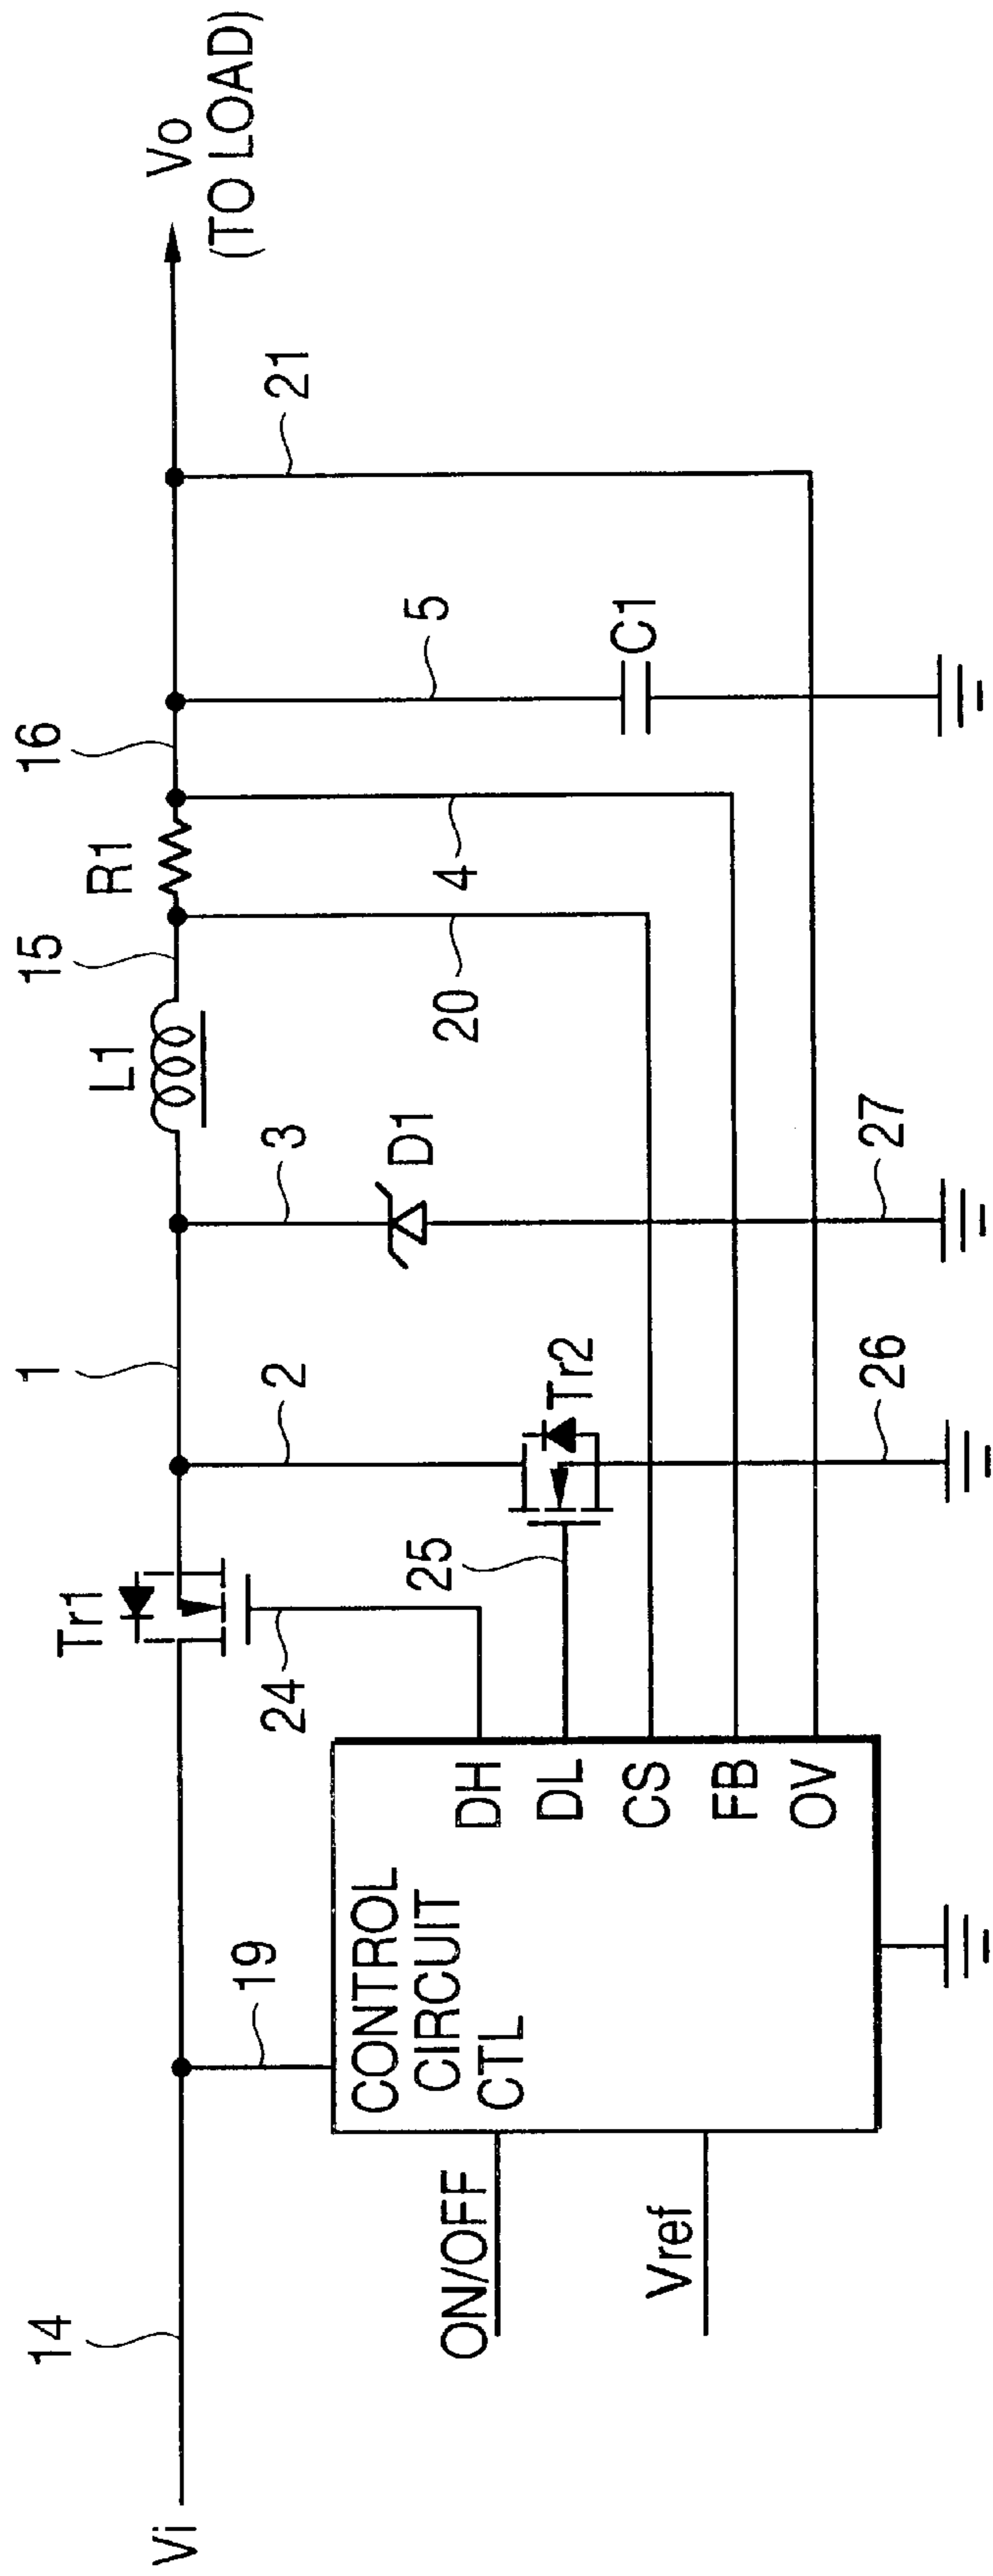 Vi
14
19
Tr1
1
2
3
L1
15
R1
16
5
21
Vo
(TO LOAD)
24
25
Tr2
D1
20
4
C1
26
27
ON/OFF
Vref
CONTROL
CIRCUIT
CTL
DH
DL
CS
FB
OV